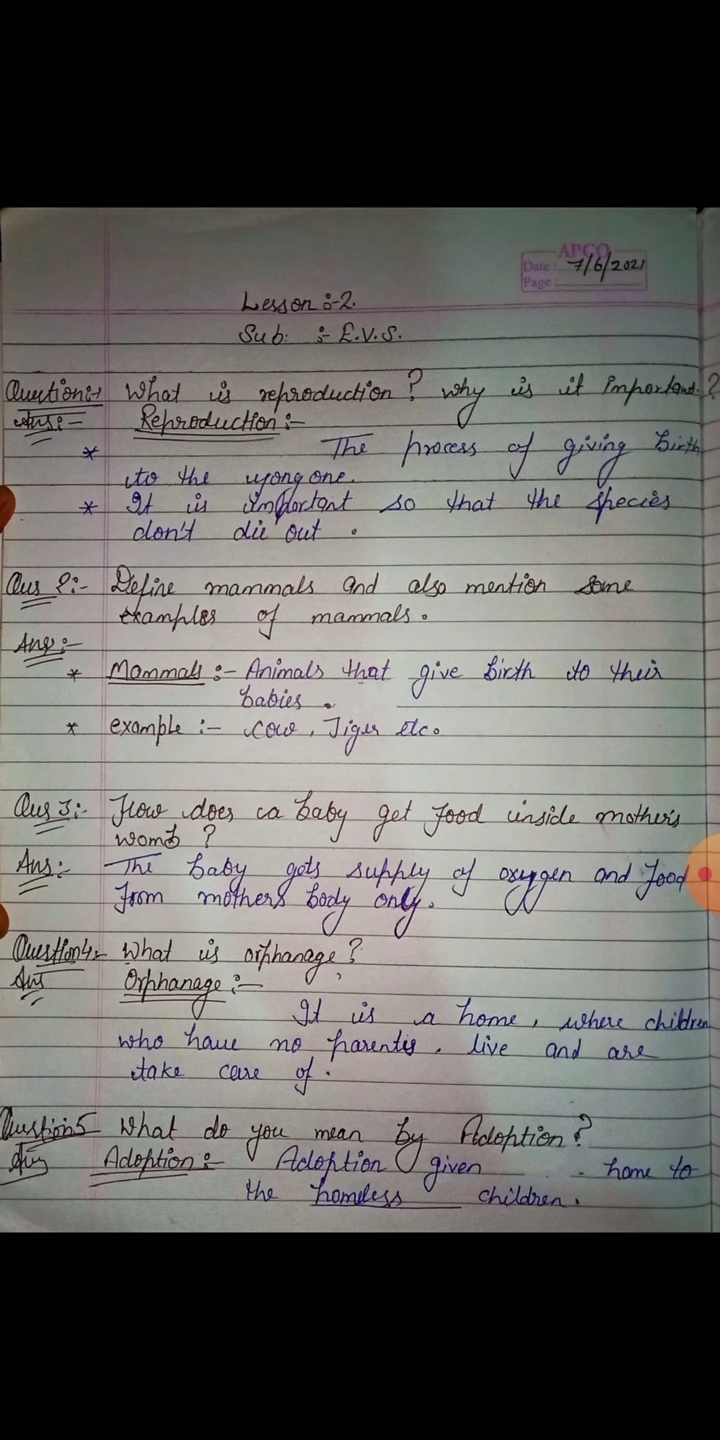 APCO
Date: 7/6/2021
Page:
Lesson :-2.
Sub: :- E.V.S.
Question:-1 What is reproduction? why is it important?
Ans:- Reproduction:-
* The process of giving birth
to the yong one.
* It is important so that the species
don't die out.
Qus 2:- Define mammals and also mention some
examples of mammals.
Ans:-
* Mammals:- Animals that give birth to their
babies.
* example:- cow, Tiger etc.
Qus 3:- How does a baby get food inside mother's
womb?
Ans:- The baby gets supply of oxygen and food
from mothers body only.
Question4:- What is orphanage?
Ans Orphanage:-
It is a home, where children
who have no parents. live and are
take care of.
Question5 What do you mean by Adoption?
Ans Adoption:- Adoption given home to
the homeless children.